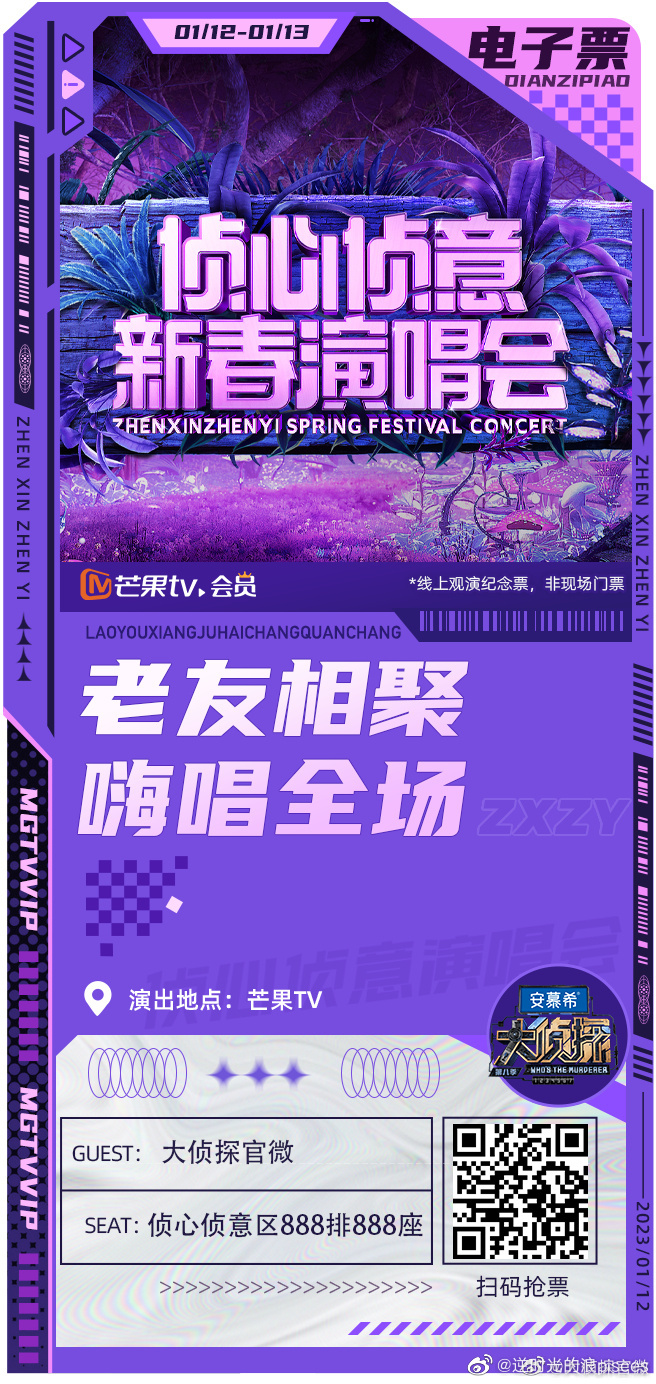 01/12-01/13
电子票
DIANZIPIAO
侦心侦意
新春演唱会
ZHENXINZHENYI SPRING FESTIVAL CONCERT
芒果tv 会员
*线上观演纪念票，非现场门票
ZHEN XIN ZHEN YI
ZHEN XIN ZHEN YI
LAOYOUXIANGJUHAICHANGQUANCHANG
老友相聚
嗨唱全场
ZXZY
MGTVVIP
侦心侦意演唱会
演出地点：芒果TV
安慕希
大侦探
第八季
WHO'S THE MURDERER
MGTVVIP
GUEST： 大侦探官微
SEAT: 侦心侦意区888排888座
扫码抢票
2023/01/12